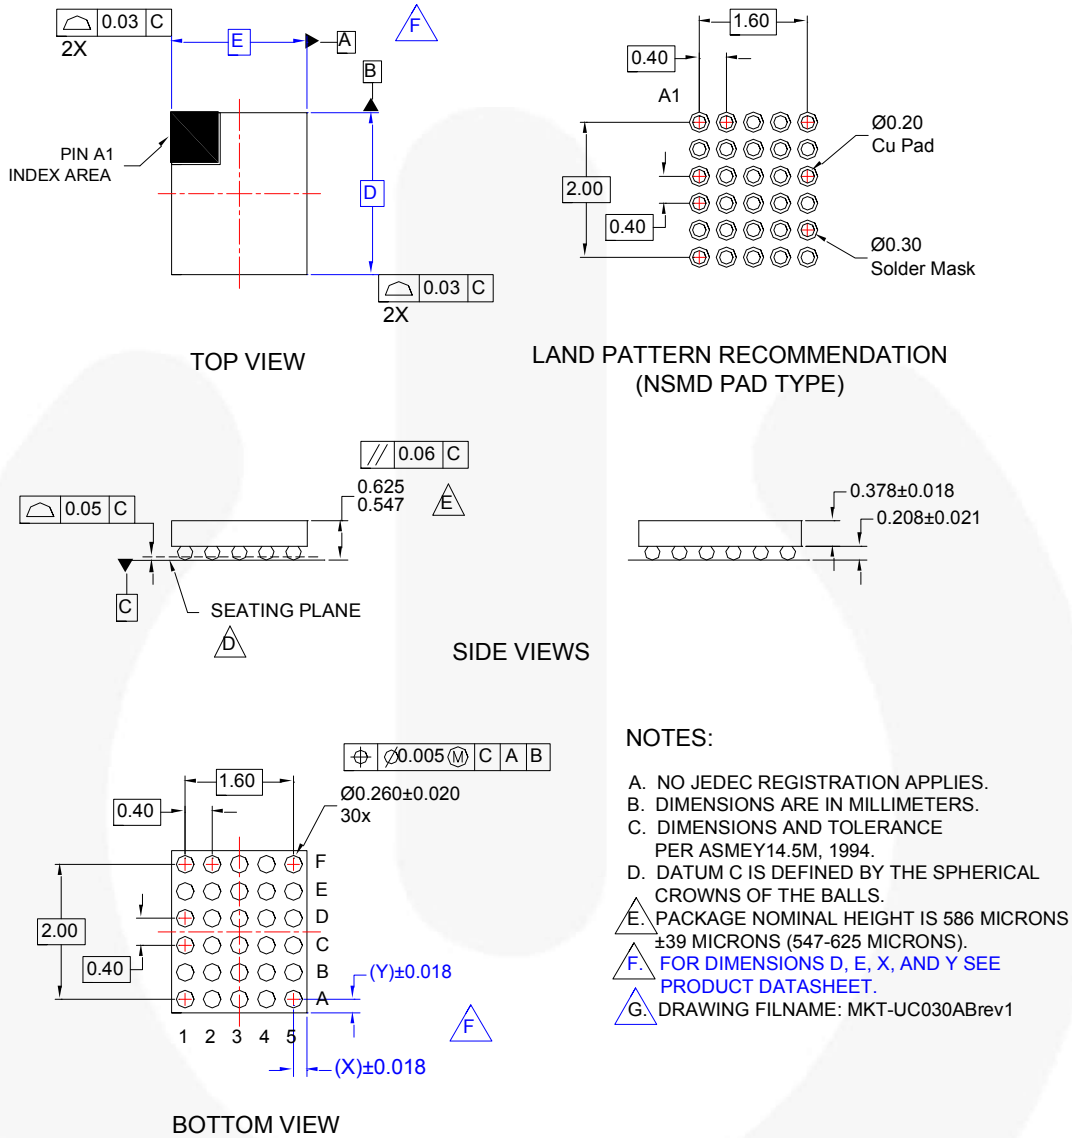 0.03 C
2X
E
A
F
B
PIN A1
INDEX AREA
D
0.03 C
2X
TOP VIEW
1.60
0.40
A1
Ø0.20
Cu Pad
2.00
0.40
Ø0.30
Solder Mask
LAND PATTERN RECOMMENDATION
(NSMD PAD TYPE)
// 0.06 C
0.625
0.547
E
0.05 C
C
SEATING PLANE
D
0.378±0.018
0.208±0.021
SIDE VIEWS
⌖ Ø0.005 Ⓜ C A B
1.60
0.40
Ø0.260±0.020
30x
F
E
D
C
B
A
2.00
0.40
(Y)±0.018
F
1 2 3 4 5
(X)±0.018
BOTTOM VIEW
NOTES:
A. NO JEDEC REGISTRATION APPLIES.
B. DIMENSIONS ARE IN MILLIMETERS.
C. DIMENSIONS AND TOLERANCE
PER ASMEY14.5M, 1994.
D. DATUM C IS DEFINED BY THE SPHERICAL
CROWNS OF THE BALLS.
E. PACKAGE NOMINAL HEIGHT IS 586 MICRONS
±39 MICRONS (547-625 MICRONS).
F. FOR DIMENSIONS D, E, X, AND Y SEE
PRODUCT DATASHEET.
G. DRAWING FILNAME: MKT-UC030ABrev1